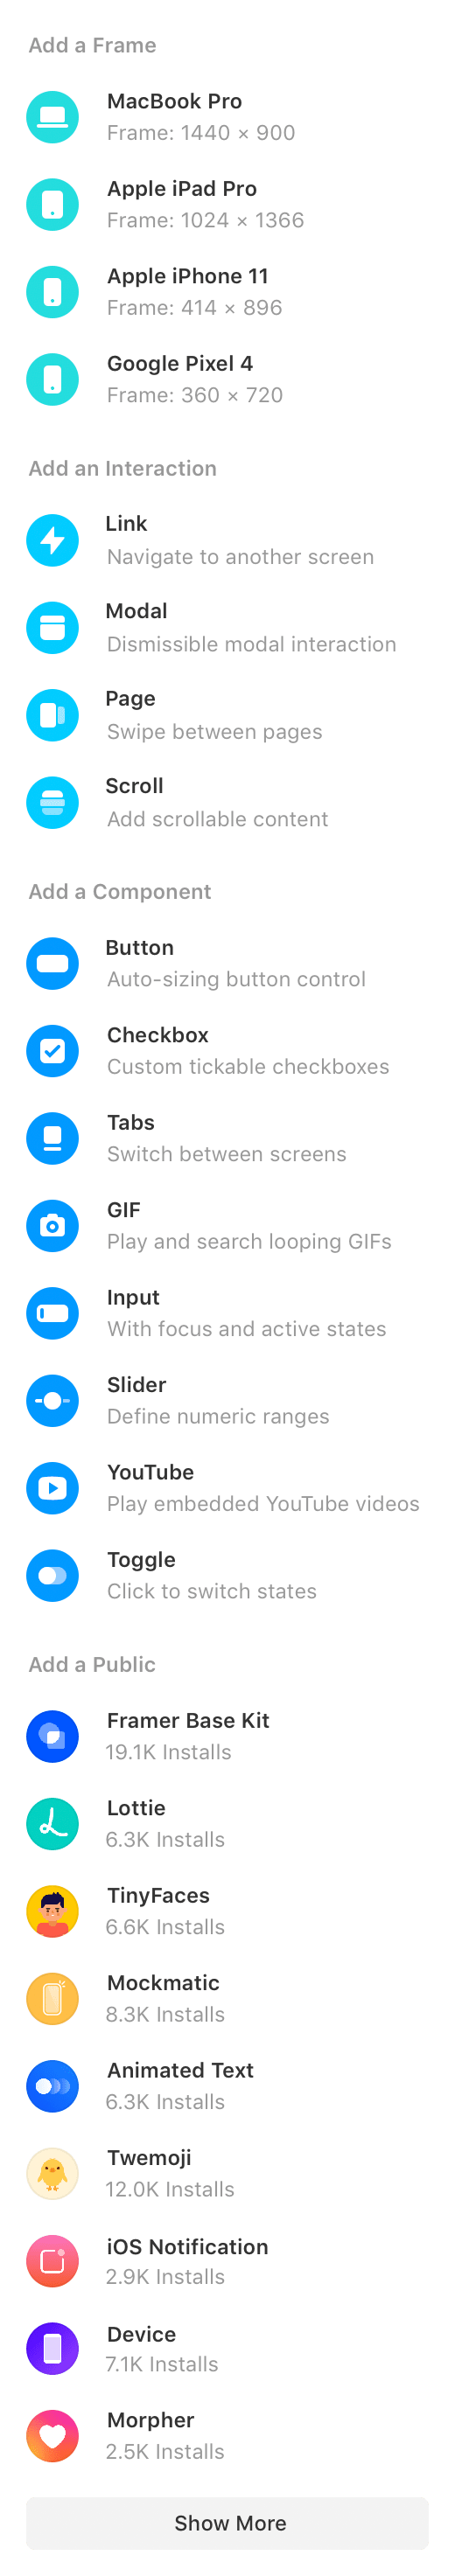 Add a Frame
MacBook Pro
Frame: 1440 × 900
Apple iPad Pro
Frame: 1024 × 1366
Apple iPhone 11
Frame: 414 × 896
Google Pixel 4
Frame: 360 × 720
Add an Interaction
Link
Navigate to another screen
Modal
Dismissible modal interaction
Page
Swipe between pages
Scroll
Add scrollable content
Add a Component
Button
Auto-sizing button control
Checkbox
Custom tickable checkboxes
Tabs
Switch between screens
GIF
Play and search looping GIFs
Input
With focus and active states
Slider
Define numeric ranges
YouTube
Play embedded YouTube videos
Toggle
Click to switch states
Add a Public
Framer Base Kit
19.1K Installs
Lottie
6.3K Installs
TinyFaces
6.6K Installs
Mockmatic
8.3K Installs
Animated Text
6.3K Installs
Twemoji
12.0K Installs
iOS Notification
2.9K Installs
Device
7.1K Installs
Morpher
2.5K Installs
Show More